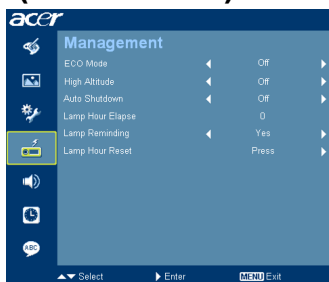 acer
Management
ECO Mode Off
High Altitude Off
Auto Shutdown Off
Lamp Hour Elapse 0
Lamp Reminding Yes
Lamp Hour Reset Press
ABC
Select Enter MENU Exit